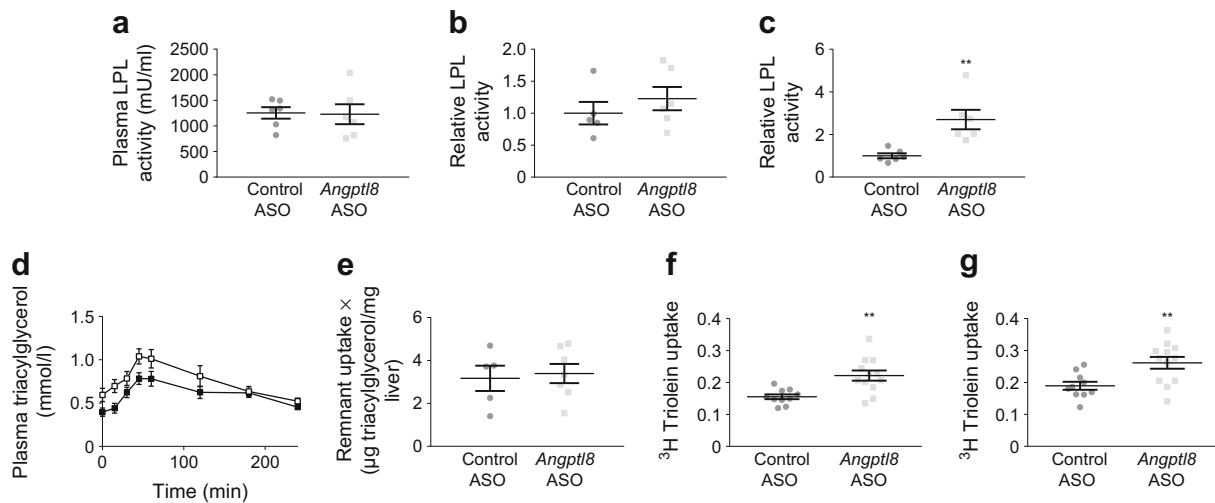 a
Plasma LPL
activity (mU/ml)
2500
2000
1500
1000
500
0
Control
ASO
Angptl8
ASO
b
Relative LPL
activity
2.0
1.5
1.0
0.5
0
Control
ASO
Angptl8
ASO
c
Relative LPL
activity
6
4
2
0
**
Control
ASO
Angptl8
ASO
d
Plasma triacylglycerol
(mmol/l)
1.5
1.0
0.5
0
0
100
200
Time (min)
e
Remnant uptake ×
(µg triacylglycerol/mg
liver)
6
4
2
0
Control
ASO
Angptl8
ASO
f
³H Triolein uptake
0.4
0.3
0.2
0.1
0
**
Control
ASO
Angptl8
ASO
g
³H Triolein uptake
0.4
0.3
0.2
0.1
0
**
Control
ASO
Angptl8
ASO